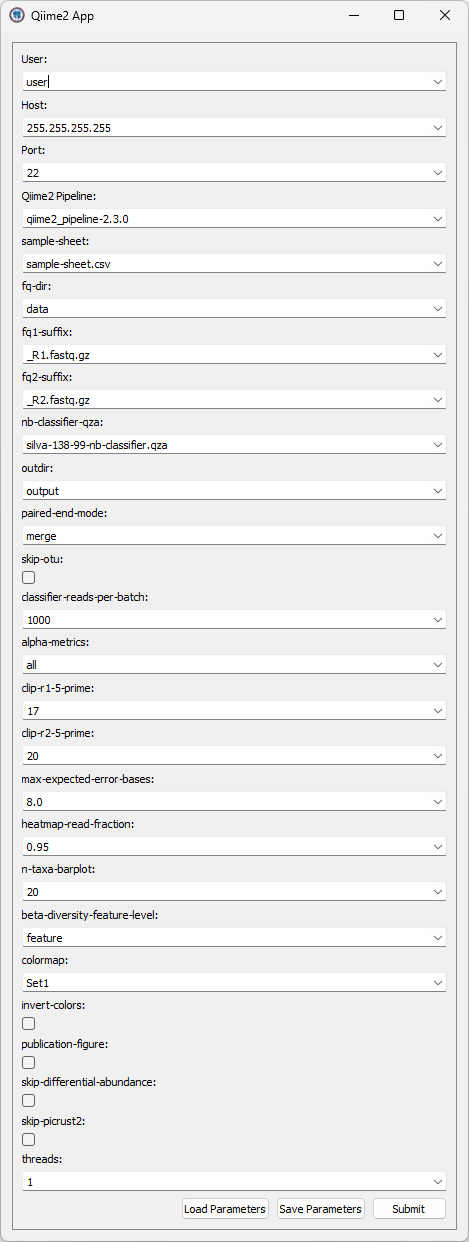 Qiime2 App
User:
user
Host:
255.255.255.255
Port:
22
Qiime2 Pipeline:
qiime2_pipeline-2.3.0
sample-sheet:
sample-sheet.csv
fq-dir:
data
fq1-suffix:
_R1.fastq.gz
fq2-suffix:
_R2.fastq.gz
nb-classifier-qza:
silva-138-99-nb-classifier.qza
outdir:
output
paired-end-mode:
merge
skip-otu:
classifier-reads-per-batch:
1000
alpha-metrics:
all
clip-r1-5-prime:
17
clip-r2-5-prime:
20
max-expected-error-bases:
8.0
heatmap-read-fraction:
0.95
n-taxa-barplot:
20
beta-diversity-feature-level:
feature
colormap:
Set1
invert-colors:
publication-figure:
skip-differential-abundance:
skip-picrust2:
threads:
1
Load Parameters Save Parameters Submit